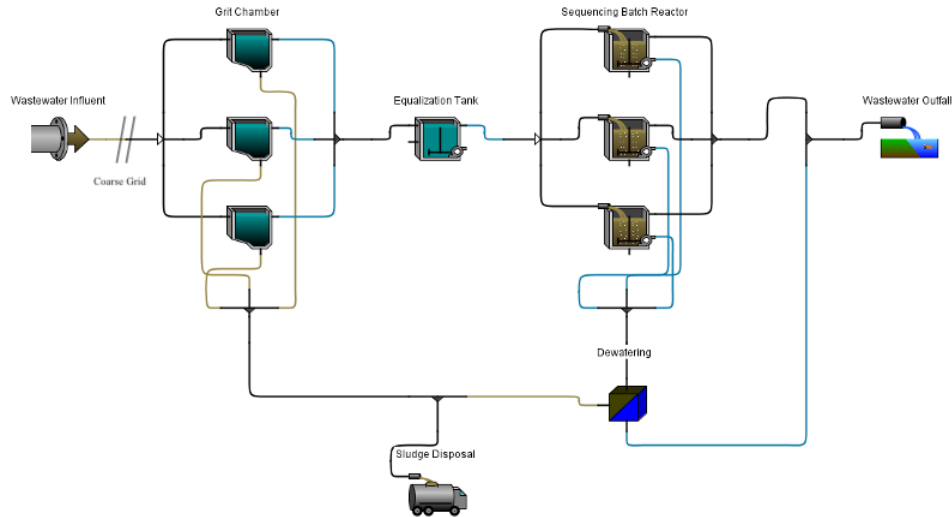 Grit Chamber
Sequencing Batch Reactor
Wastewater Influent
Equalization Tank
Wastewater Outfall
Coarse Grid
Dewatering
Sludge Disposal